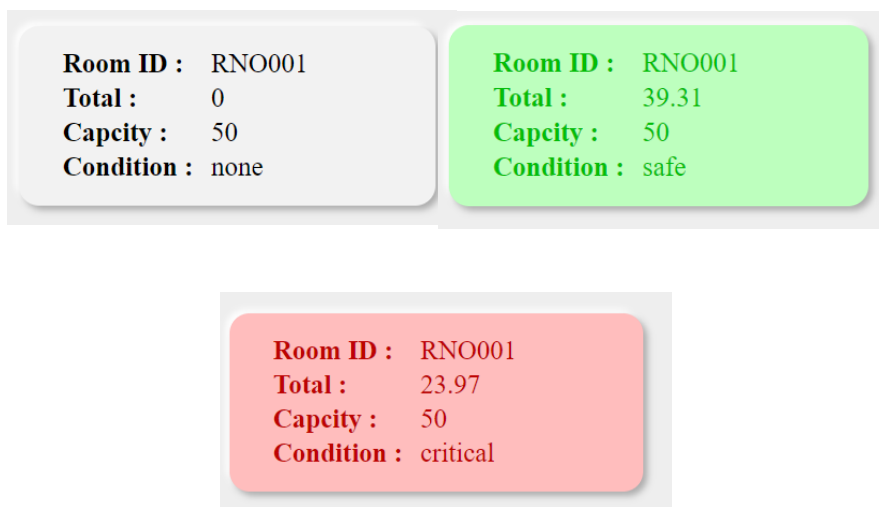 Room ID : RNO001
Total : 0
Capcity : 50
Condition : none
Room ID : RNO001
Total : 39.31
Capcity : 50
Condition : safe
Room ID : RNO001
Total : 23.97
Capcity : 50
Condition : critical